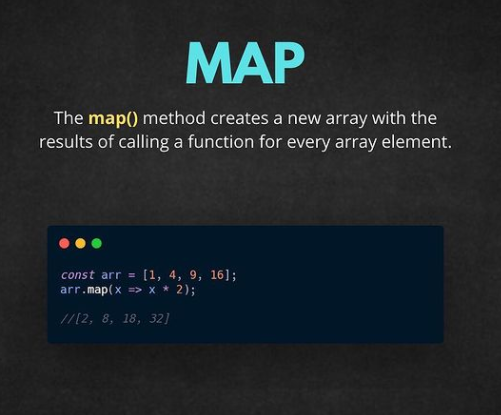 MAP
The map() method creates a new array with the
results of calling a function for every array element.
const arr = [1, 4, 9, 16];
arr.map(x => x * 2);
//[2, 8, 18, 32]